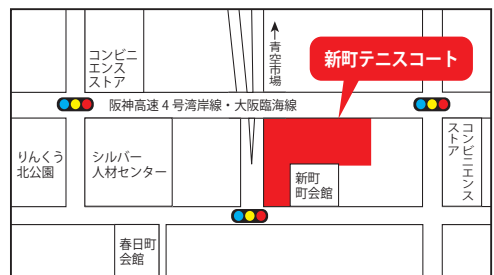 コンビニ
エンス
ストア
↑青空市場
新町テニスコート
阪神高速4号湾岸線・大阪臨海線
りんくう
北公園
シルバー
人材センター
新町
町会館
コンビニエンス
ストア
春日町
会館